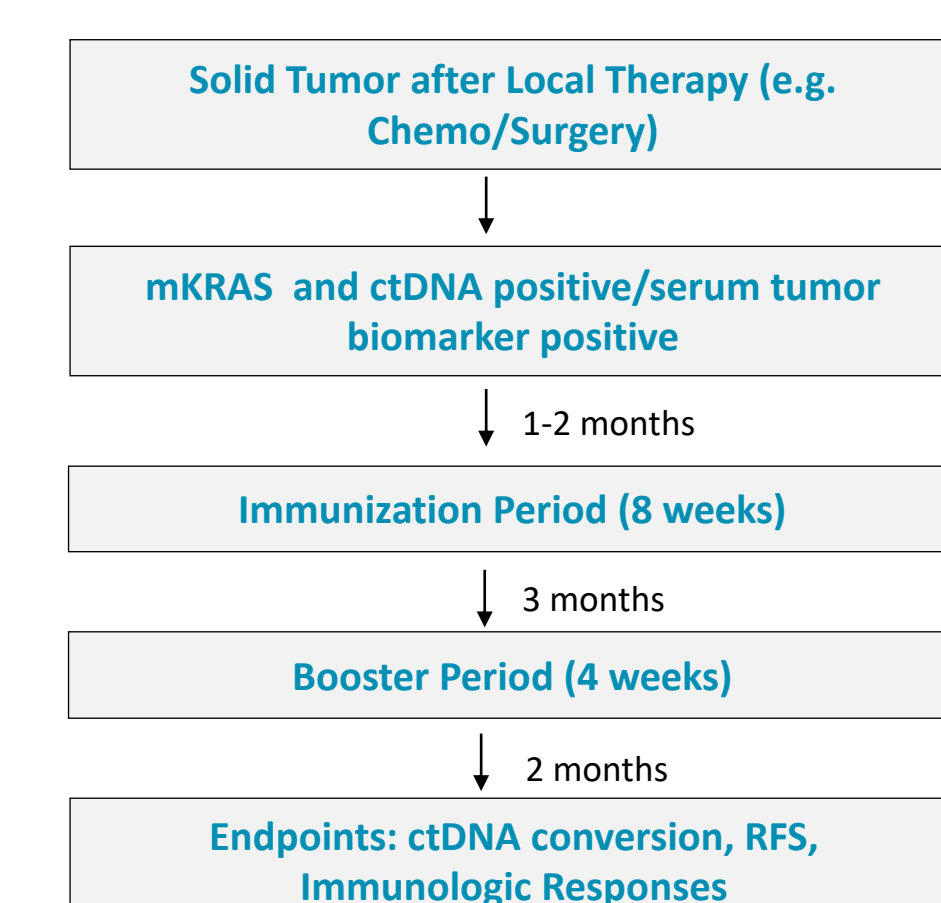 Solid Tumor after Local Therapy (e.g.
Chemo/Surgery)
mKRAS and ctDNA positive/serum tumor
biomarker positive
1-2 months
Immunization Period (8 weeks)
3 months
Booster Period (4 weeks)
2 months
Endpoints: ctDNA conversion, RFS,
Immunologic Responses